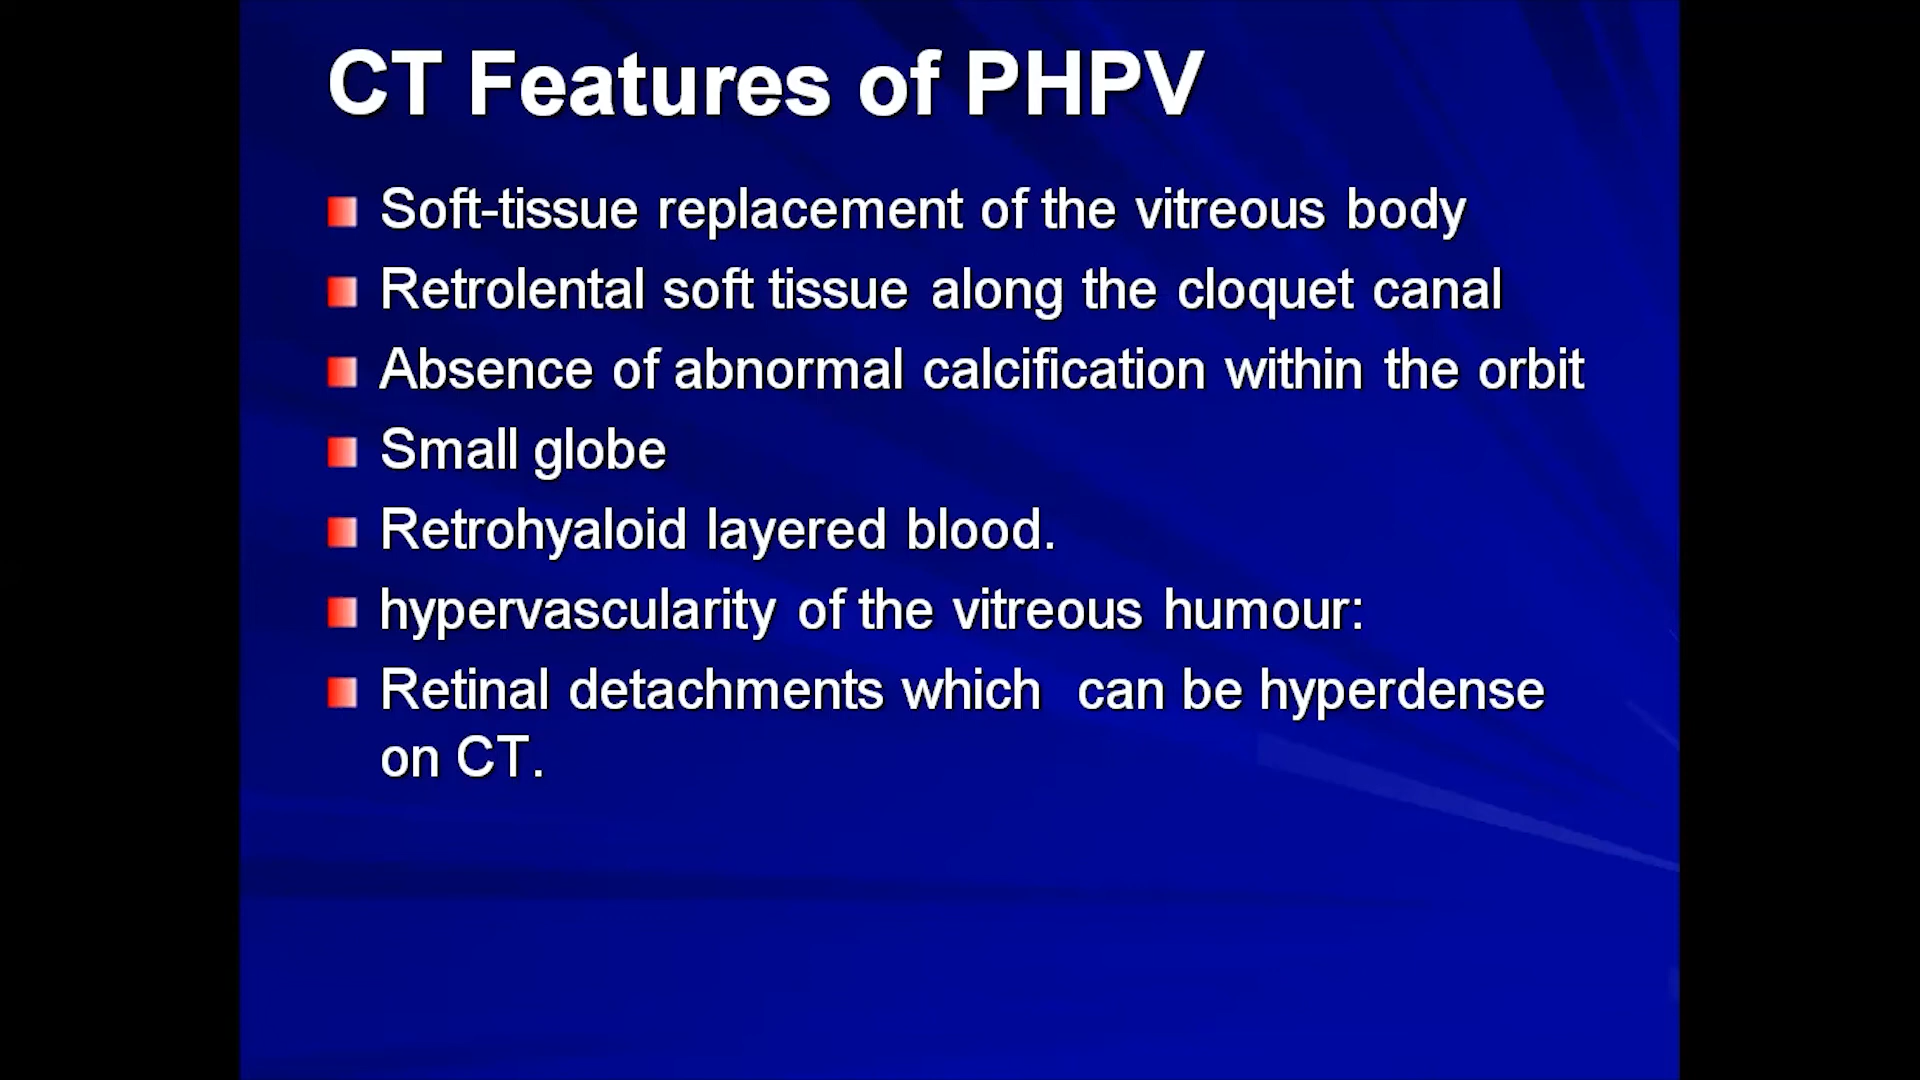 CT Features of PHPV
Soft-tissue replacement of the vitreous body
Retrolental soft tissue along the cloquet canal
Absence of abnormal calcification within the orbit
Small globe
Retrohyaloid layered blood.
hypervascularity of the vitreous humour:
Retinal detachments which can be hyperdense
on CT.